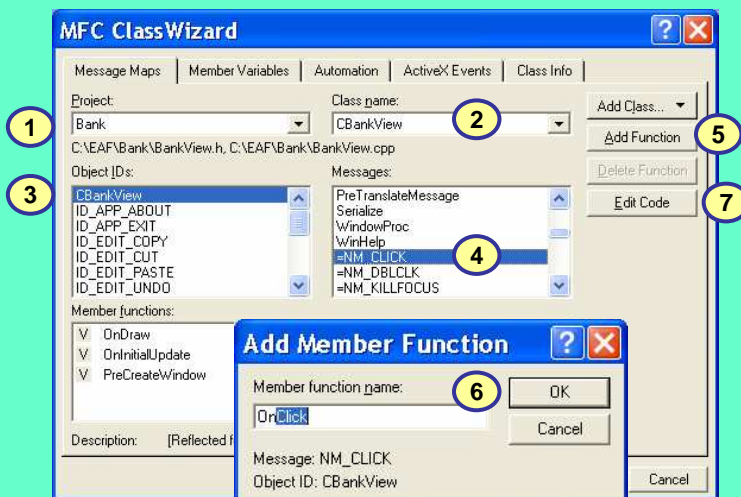 MFC ClassWizard
Message Maps Member Variables Automation ActiveX Events Class Info
Project: Class name:
Add Class...
1 Bank CBankView 2
Add Function 5
C:\EAF\Bank\BankView.h, C:\EAF\Bank\BankView.cpp
Object IDs: Messages:
Delete Function
3 CBankView PreTranslateMessage
Edit Code 7
ID_APP_ABOUT Serialize
ID_APP_EXIT WindowProc
ID_EDIT_COPY WinHelp
ID_EDIT_CUT =NM_CLICK 4
ID_EDIT_PASTE =NM_DBLCLK
ID_EDIT_UNDO =NM_KILLFOCUS
Member functions:
V OnDraw
V OnInitialUpdate
V PreCreateWindow
Description: [Reflected f
Add Member Function
Member function name: 6 OK
OnClick
Cancel
Message: NM_CLICK
Object ID: CBankView
Cancel